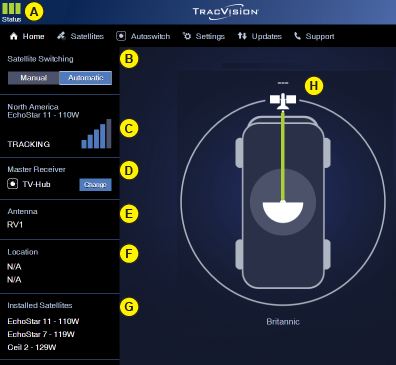 Status
A
TRACVISION
Home
Satellites
Autoswitch
Settings
Updates
Support
Satellite Switching
B
Manual
Automatic
North America
EchoStar 11 - 110W
C
TRACKING
Master Receiver
D
TV-Hub
Change
Antenna
E
RV1
Location
F
N/A
N/A
Installed Satellites
G
EchoStar 11 - 110W
EchoStar 7 - 119W
Ceil 2 - 129W
---
H
Britannic